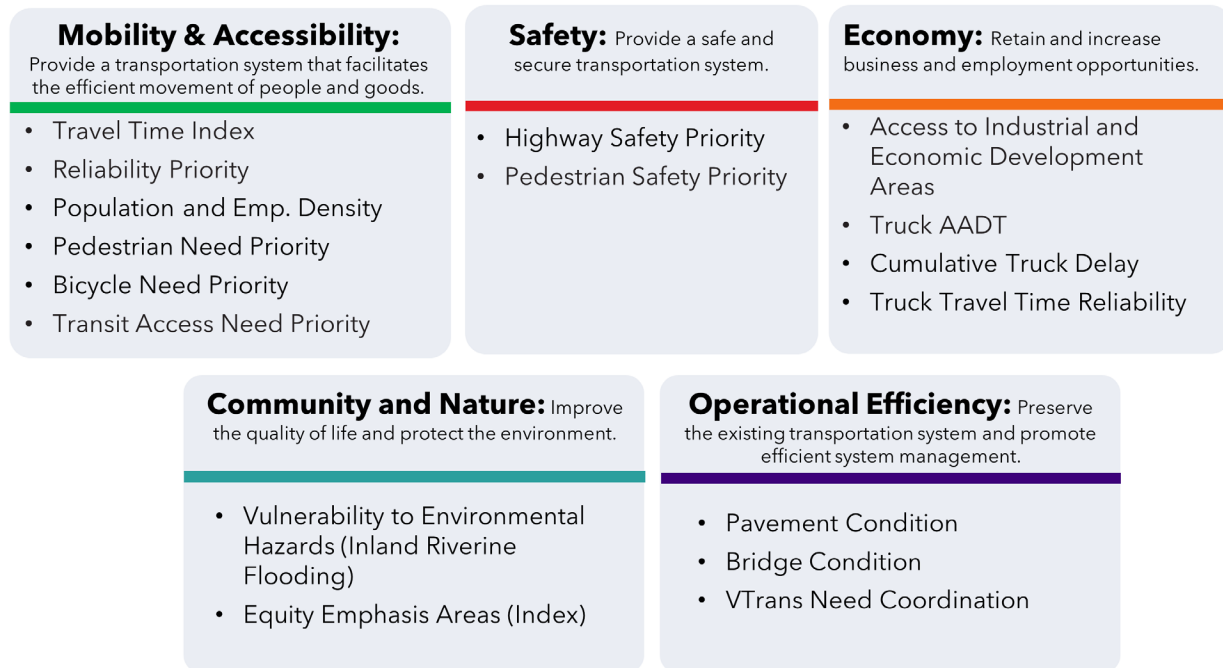 Mobility & Accessibility:
Provide a transportation system that facilitates
the efficient movement of people and goods.
• Travel Time Index
• Reliability Priority
• Population and Emp. Density
• Pedestrian Need Priority
• Bicycle Need Priority
• Transit Access Need Priority
Safety: Provide a safe and
secure transportation system.
• Highway Safety Priority
• Pedestrian Safety Priority
Economy: Retain and increase
business and employment opportunities.
• Access to Industrial and
Economic Development
Areas
• Truck AADT
• Cumulative Truck Delay
• Truck Travel Time Reliability
Community and Nature: Improve
the quality of life and protect the environment.
• Vulnerability to Environmental
Hazards (Inland Riverine
Flooding)
• Equity Emphasis Areas (Index)
Operational Efficiency: Preserve
the existing transportation system and promote
efficient system management.
• Pavement Condition
• Bridge Condition
• VTrans Need Coordination